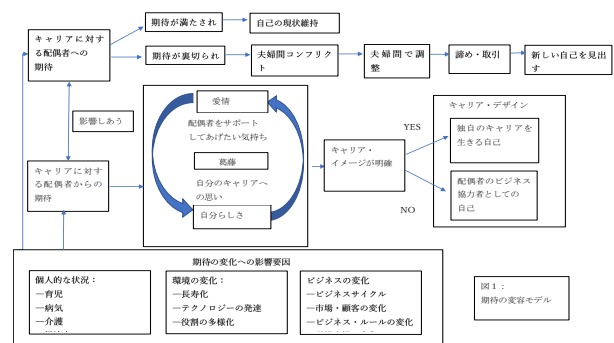 キャリアに対す
る配偶者への
期待
期待が満たされ
自己の現状維持
期待が裏切られ
夫婦間コンフリク
ト
夫婦間で調
整
諦め・取引
新しい自己を見出
す
影響しあう
キャリアに対す
る配偶者からの
期待
愛情
配偶者をサポート
してあげたい気持ち
葛藤
自分のキャリアへ
の思い
自分らしさ
キャリア・
イメージが明確
YES
NO
キャリア・デザイン
独自のキャリアを
生きる自己
配偶者のビジネス
協力者としての
自己
期待の変化への影響要因
個人的な状況：
―育児
―病気
―介護
環境の変化：
―長寿化
―テクノロジーの発達
―役割の多様化
ビジネスの変化
―ビジネスサイクル
―市場・顧客の変化
―ビジネス・ルールの変化
図１：
期待の変容モデル